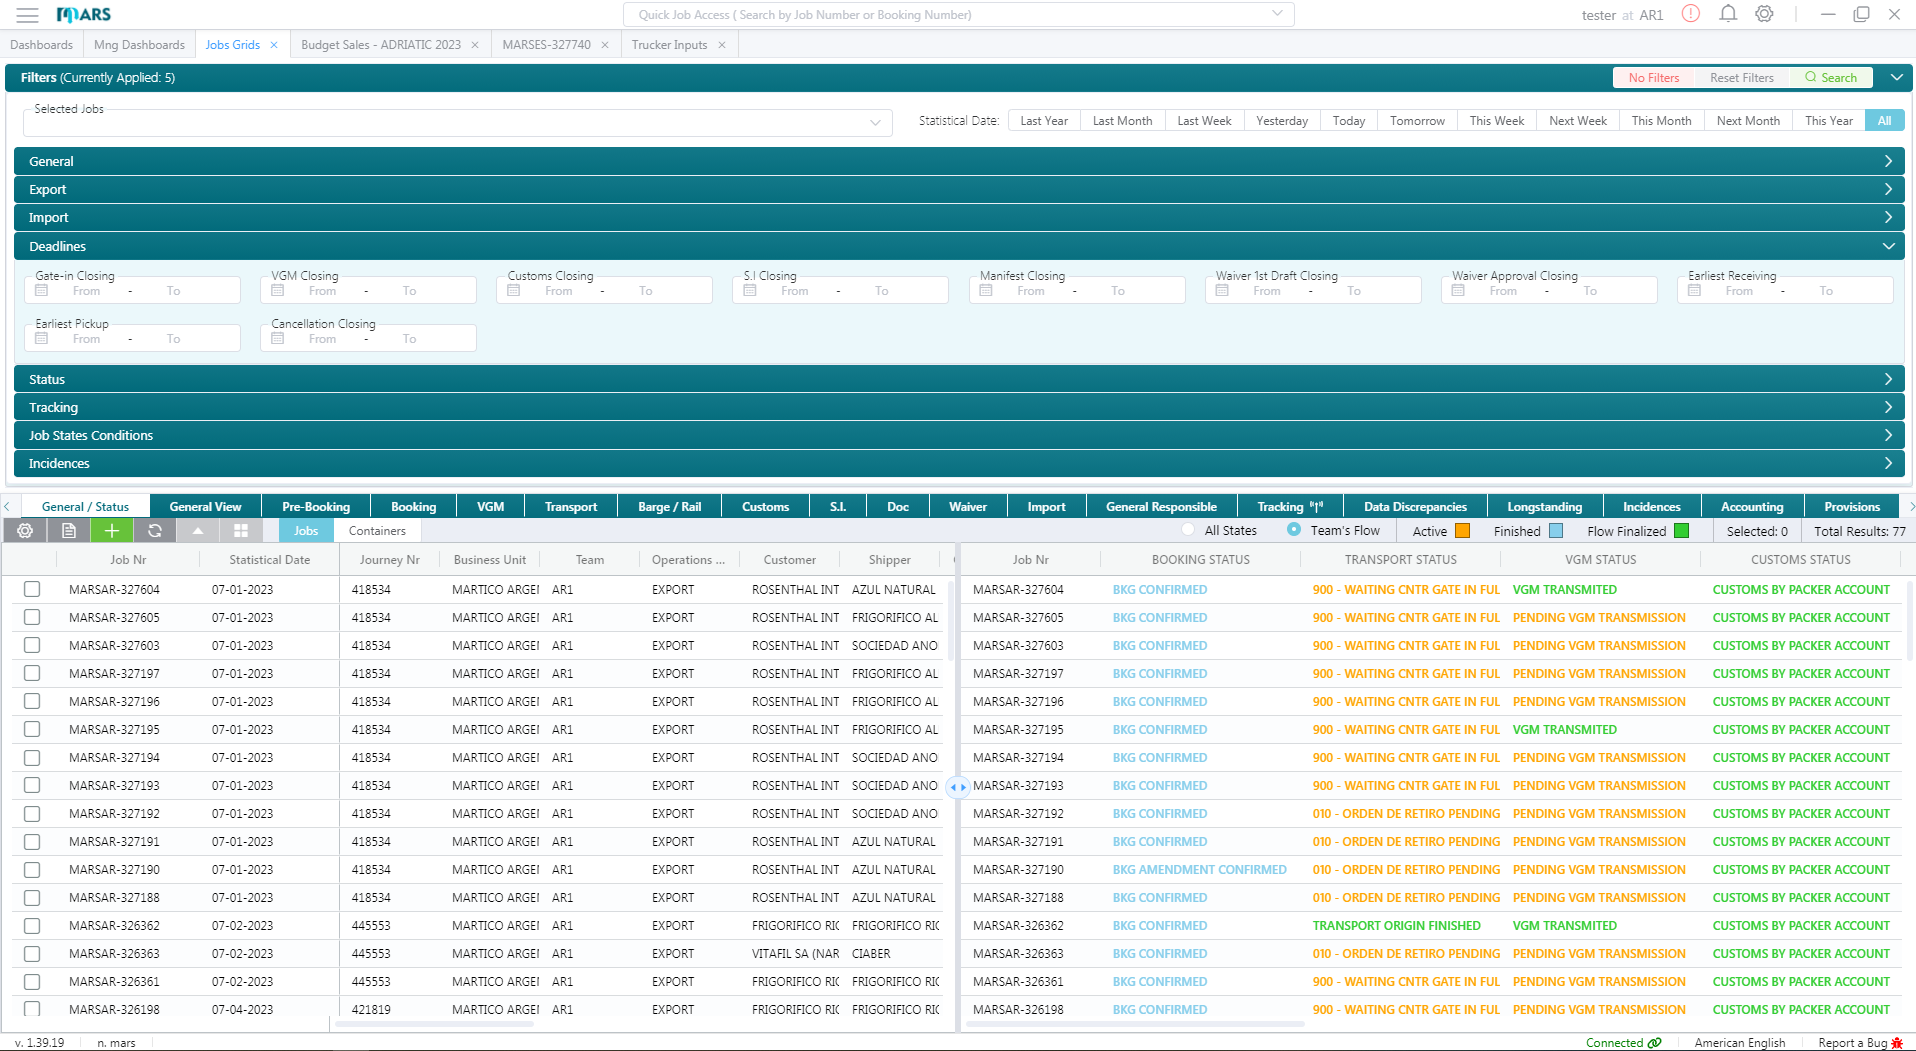 MARS
Quick Job Access ( Search by Job Number or Booking Number)
tester at AR1
Dashboards Mng Dashboards Jobs Grids Budget Sales - ADRIATIC 2023 MARSES-327740 Trucker Inputs
Filters (Currently Applied: 5) No Filters Reset Filters Search
Selected Jobs
Statistical Date: Last Year Last Month Last Week Yesterday Today Tomorrow This Week Next Week This Month Next Month This Year All
General
Export
Import
Deadlines
Gate-in Closing VGM Closing Customs Closing S.I Closing Manifest Closing Waiver 1st Draft Closing Waiver Approval Closing Earliest Receiving
From - To From - To From - To From - To From - To From - To From - To From - To
Earliest Pickup Cancellation Closing
From - To From - To
Status
Tracking
Job States Conditions
Incidences
General / Status General View Pre-Booking Booking VGM Transport Barge / Rail Customs S.I. Doc Waiver Import General Responsible Tracking Data Discrepancies Longstanding Incidences Accounting Provisions
Jobs Containers All States Team's Flow Active Finished Flow Finalized Selected: 0 Total Results: 77
Job Nr Statistical Date Journey Nr Business Unit Team Operations ... Customer Shipper Job Nr BOOKING STATUS TRANSPORT STATUS VGM STATUS CUSTOMS STATUS
MARSAR-327604 07-01-2023 418534 MARTICO ARGEI AR1 EXPORT ROSENTHAL INT AZUL NATURAL MARSAR-327604 BKG CONFIRMED 900 - WAITING CNTR GATE IN FUL VGM TRANSMITED CUSTOMS BY PACKER ACCOUNT
MARSAR-327605 07-01-2023 418534 MARTICO ARGEI AR1 EXPORT ROSENTHAL INT FRIGORIFICO AL MARSAR-327605 BKG CONFIRMED 900 - WAITING CNTR GATE IN FUL PENDING VGM TRANSMISSION CUSTOMS BY PACKER ACCOUNT
MARSAR-327603 07-01-2023 418534 MARTICO ARGEI AR1 EXPORT ROSENTHAL INT SOCIEDAD ANO MARSAR-327603 BKG CONFIRMED 900 - WAITING CNTR GATE IN FUL PENDING VGM TRANSMISSION CUSTOMS BY PACKER ACCOUNT
MARSAR-327197 07-01-2023 418534 MARTICO ARGEI AR1 EXPORT ROSENTHAL INT FRIGORIFICO AL MARSAR-327197 BKG CONFIRMED 900 - WAITING CNTR GATE IN FUL PENDING VGM TRANSMISSION CUSTOMS BY PACKER ACCOUNT
MARSAR-327196 07-01-2023 418534 MARTICO ARGEI AR1 EXPORT ROSENTHAL INT FRIGORIFICO AL MARSAR-327196 BKG CONFIRMED 900 - WAITING CNTR GATE IN FUL PENDING VGM TRANSMISSION CUSTOMS BY PACKER ACCOUNT
MARSAR-327195 07-01-2023 418534 MARTICO ARGEI AR1 EXPORT ROSENTHAL INT FRIGORIFICO AL MARSAR-327195 BKG CONFIRMED 900 - WAITING CNTR GATE IN FUL VGM TRANSMITED CUSTOMS BY PACKER ACCOUNT
MARSAR-327194 07-01-2023 418534 MARTICO ARGEI AR1 EXPORT ROSENTHAL INT SOCIEDAD ANO MARSAR-327194 BKG CONFIRMED 900 - WAITING CNTR GATE IN FUL PENDING VGM TRANSMISSION CUSTOMS BY PACKER ACCOUNT
MARSAR-327193 07-01-2023 418534 MARTICO ARGEI AR1 EXPORT ROSENTHAL INT SOCIEDAD ANO MARSAR-327193 BKG CONFIRMED 900 - WAITING CNTR GATE IN FUL PENDING VGM TRANSMISSION CUSTOMS BY PACKER ACCOUNT
MARSAR-327192 07-01-2023 418534 MARTICO ARGEI AR1 EXPORT ROSENTHAL INT SOCIEDAD ANO MARSAR-327192 BKG CONFIRMED 010 - ORDEN DE RETIRO PENDING PENDING VGM TRANSMISSION CUSTOMS BY PACKER ACCOUNT
MARSAR-327191 07-01-2023 418534 MARTICO ARGEI AR1 EXPORT ROSENTHAL INT AZUL NATURAL MARSAR-327191 BKG CONFIRMED 010 - ORDEN DE RETIRO PENDING PENDING VGM TRANSMISSION CUSTOMS BY PACKER ACCOUNT
MARSAR-327190 07-01-2023 418534 MARTICO ARGEI AR1 EXPORT ROSENTHAL INT AZUL NATURAL MARSAR-327190 BKG AMENDMENT CONFIRMED 010 - ORDEN DE RETIRO PENDING PENDING VGM TRANSMISSION CUSTOMS BY PACKER ACCOUNT
MARSAR-327188 07-01-2023 418534 MARTICO ARGEI AR1 EXPORT ROSENTHAL INT AZUL NATURAL MARSAR-327188 BKG CONFIRMED 010 - ORDEN DE RETIRO PENDING PENDING VGM TRANSMISSION CUSTOMS BY PACKER ACCOUNT
MARSAR-326362 07-02-2023 445553 MARTICO ARGEI AR1 EXPORT FRIGORIFICO RIC FRIGORIFICO RIC MARSAR-326362 BKG CONFIRMED TRANSPORT ORIGIN FINISHED VGM TRANSMITED CUSTOMS BY PACKER ACCOUNT
MARSAR-326363 07-02-2023 445553 MARTICO ARGEI AR1 EXPORT VITAFIL SA (NAR CIABER MARSAR-326363 BKG CONFIRMED 010 - ORDEN DE RETIRO PENDING PENDING VGM TRANSMISSION CUSTOMS BY PACKER ACCOUNT
MARSAR-326361 07-02-2023 445553 MARTICO ARGEI AR1 EXPORT FRIGORIFICO RIC FRIGORIFICO RIC MARSAR-326361 BKG CONFIRMED 900 - WAITING CNTR GATE IN FUL PENDING VGM TRANSMISSION CUSTOMS BY PACKER ACCOUNT
MARSAR-326198 07-04-2023 421819 MARTICO ARGEI AR1 EXPORT FRIGORIFICO RIC FRIGORIFICO RIC MARSAR-326198 BKG CONFIRMED 900 - WAITING CNTR GATE IN FUL PENDING VGM TRANSMISSION CUSTOMS BY PACKER ACCOUNT
v. 1.39.19 n. mars Connected American English Report a Bug